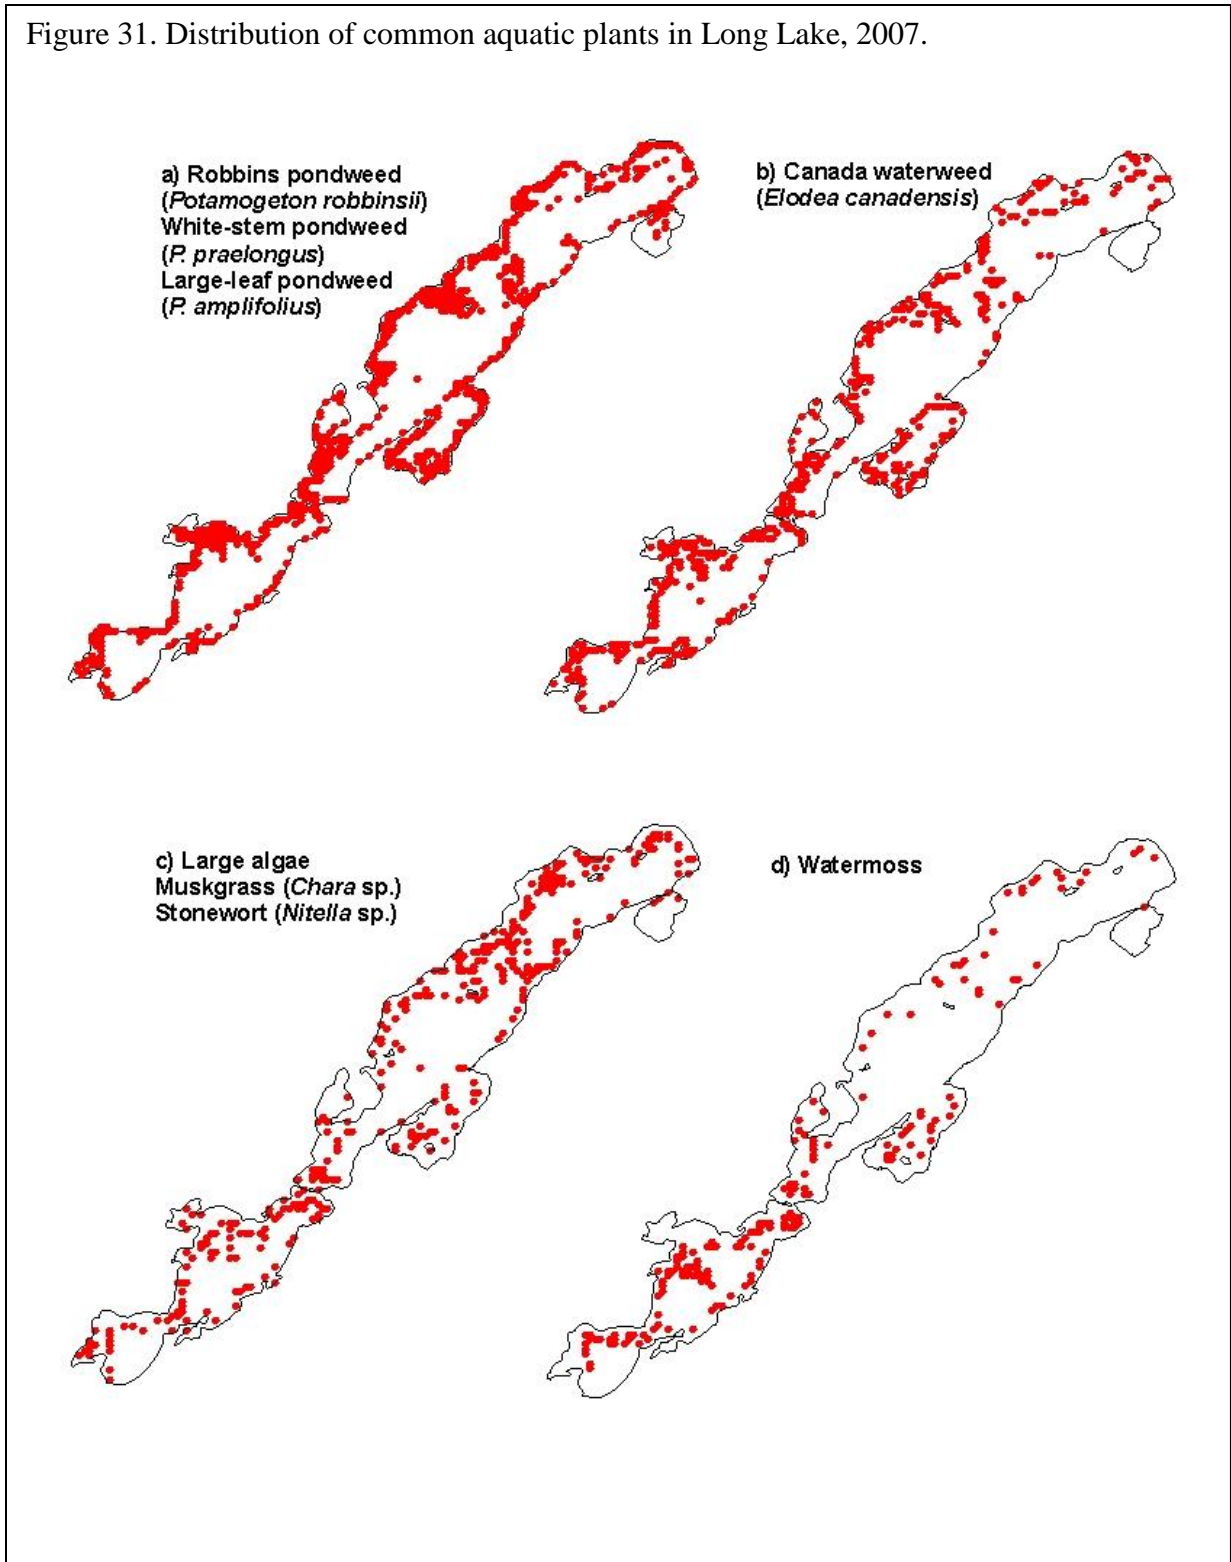 Figure 31. Distribution of common aquatic plants in Long Lake, 2007.
a) Robbins pondweed
(Potamogeton robbinsii)
White-stem pondweed
(P. praelongus)
Large-leaf pondweed
(P. amplifolius)
b) Canada waterweed
(Elodea canadensis)
c) Large algae
Muskgrass (Chara sp.)
Stonewort (Nitella sp.)
d) Watermoss